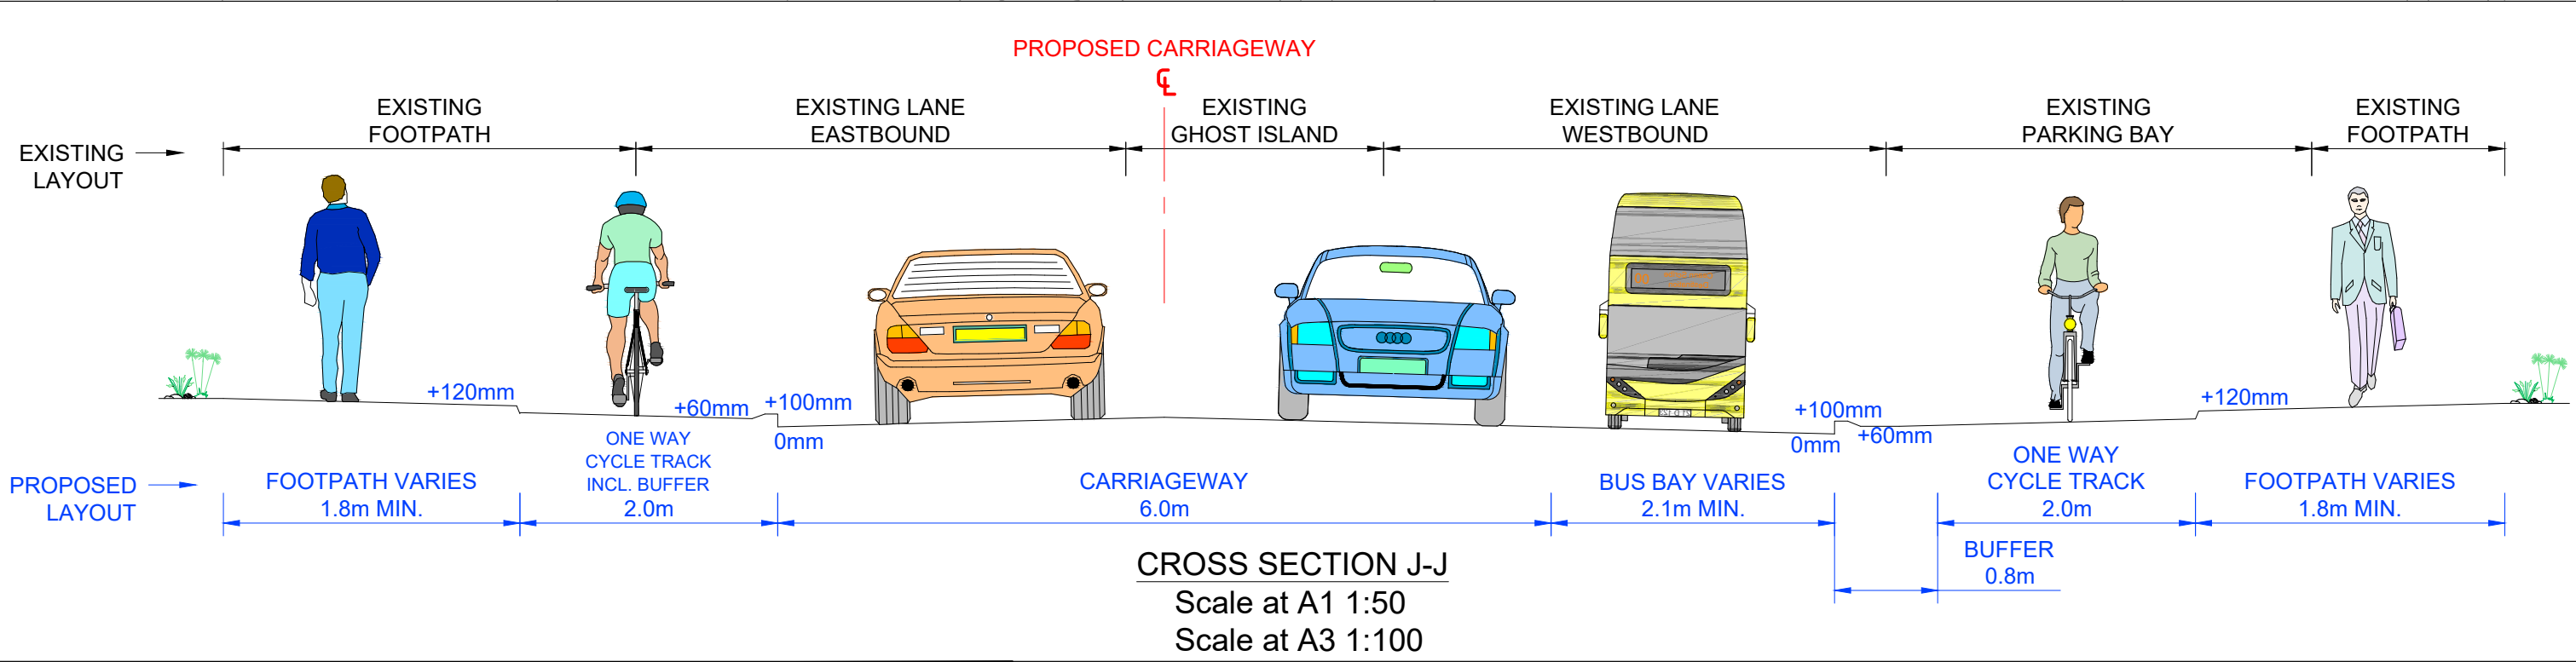 PROPOSED CARRIAGEWAY
℄
EXISTING
FOOTPATH
EXISTING LANE
EASTBOUND
EXISTING
GHOST ISLAND
EXISTING LANE
WESTBOUND
EXISTING
PARKING BAY
EXISTING
FOOTPATH
EXISTING
LAYOUT
+120mm
+60mm
+100mm
0mm
+100mm
0mm
+60mm
+120mm
PROPOSED
LAYOUT
FOOTPATH VARIES
1.8m MIN.
ONE WAY
CYCLE TRACK
INCL. BUFFER
2.0m
CARRIAGEWAY
6.0m
BUS BAY VARIES
2.1m MIN.
ONE WAY
CYCLE TRACK
2.0m
FOOTPATH VARIES
1.8m MIN.
BUFFER
0.8m
CROSS SECTION J-J
Scale at A1 1:50
Scale at A3 1:100